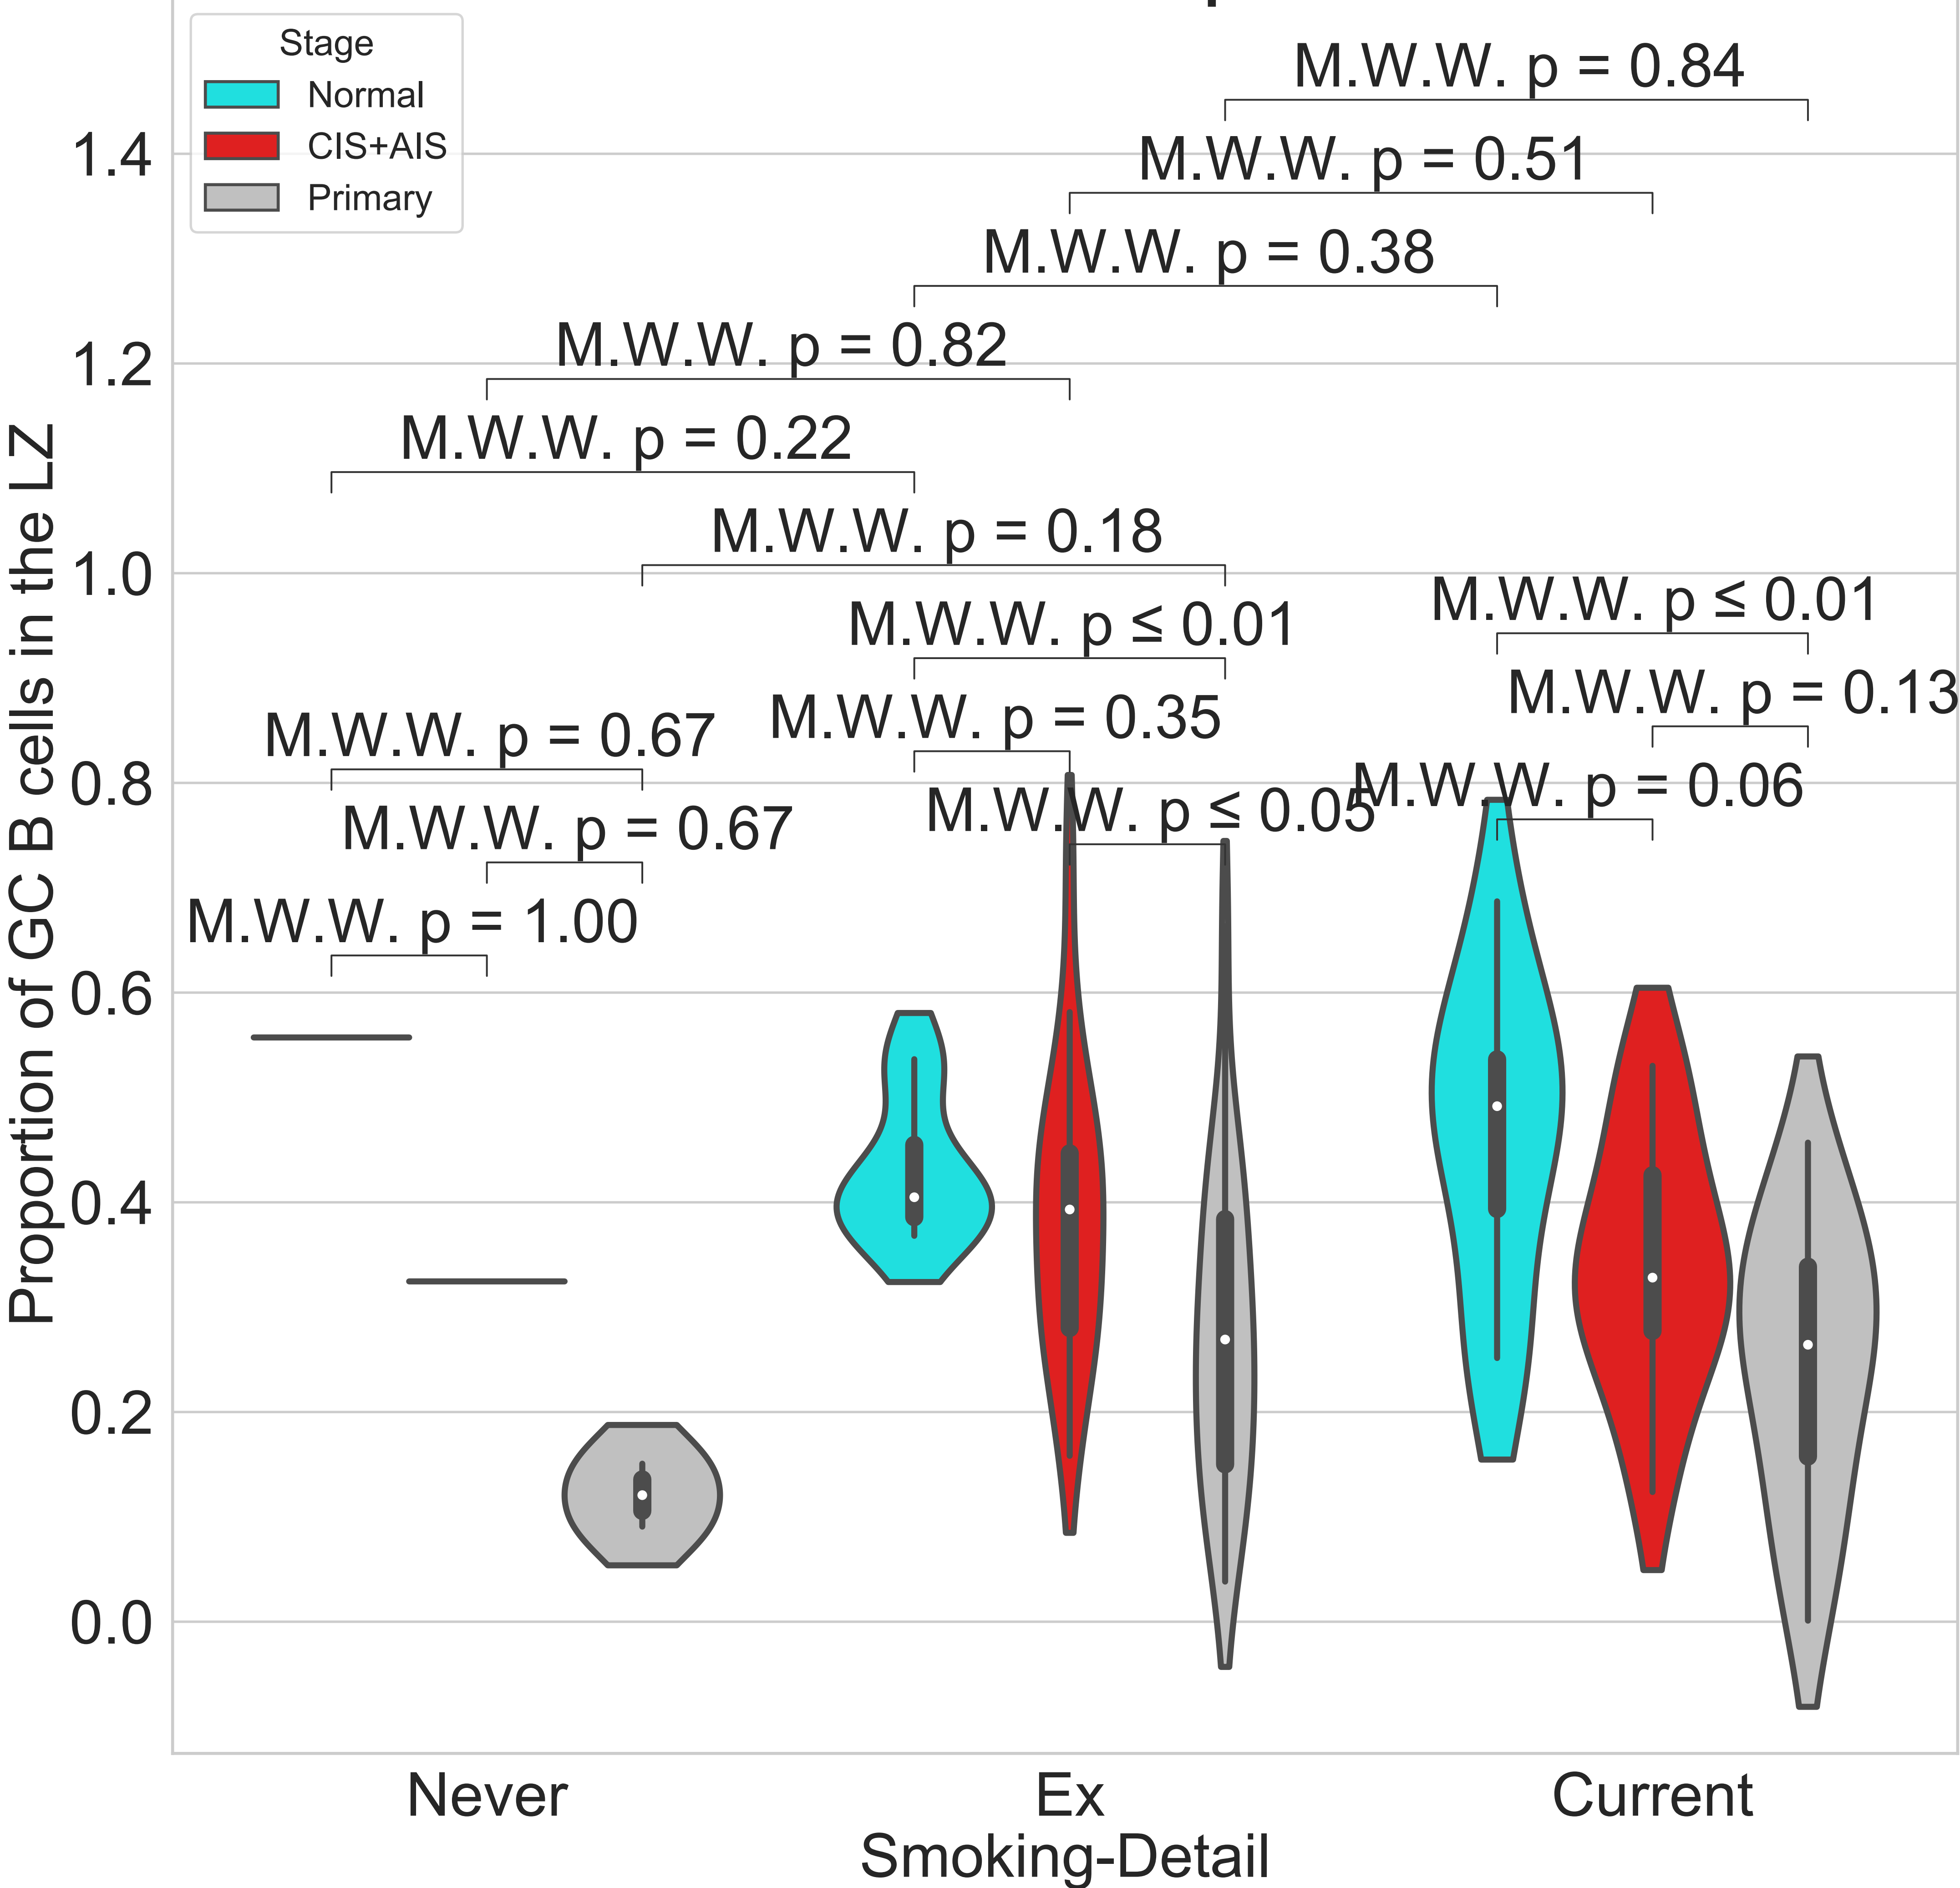 Stage
Normal
CIS+AIS
Primary
M.W.W. p = 0.84
M.W.W. p = 0.51
M.W.W. p = 0.38
M.W.W. p = 0.82
M.W.W. p = 0.22
M.W.W. p = 0.18
M.W.W. p ≤ 0.01
M.W.W. p ≤ 0.01
M.W.W. p = 0.35
M.W.W. p = 0.13
M.W.W. p = 0.67
M.W.W. p ≤ 0.05
M.W.W. p = 0.06
M.W.W. p = 0.67
M.W.W. p = 1.00
Proportion of GC B cells in the LZ
1.4
1.2
1.0
0.8
0.6
0.4
0.2
0.0
Never
Ex
Current
Smoking-Detail